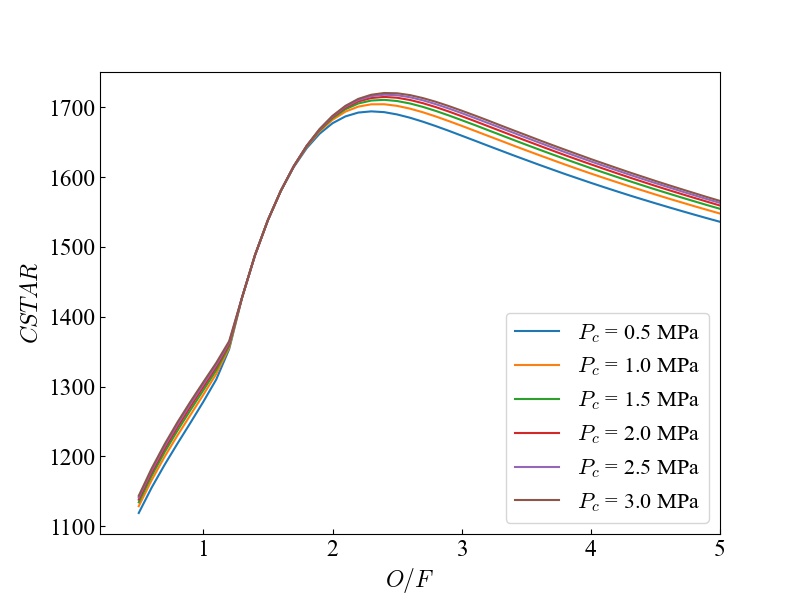 1700
1600
1500
1400
1300
1200
1100
CSTAR
1 2 3 4 5
O/F
P_c = 0.5 MPa
P_c = 1.0 MPa
P_c = 1.5 MPa
P_c = 2.0 MPa
P_c = 2.5 MPa
P_c = 3.0 MPa